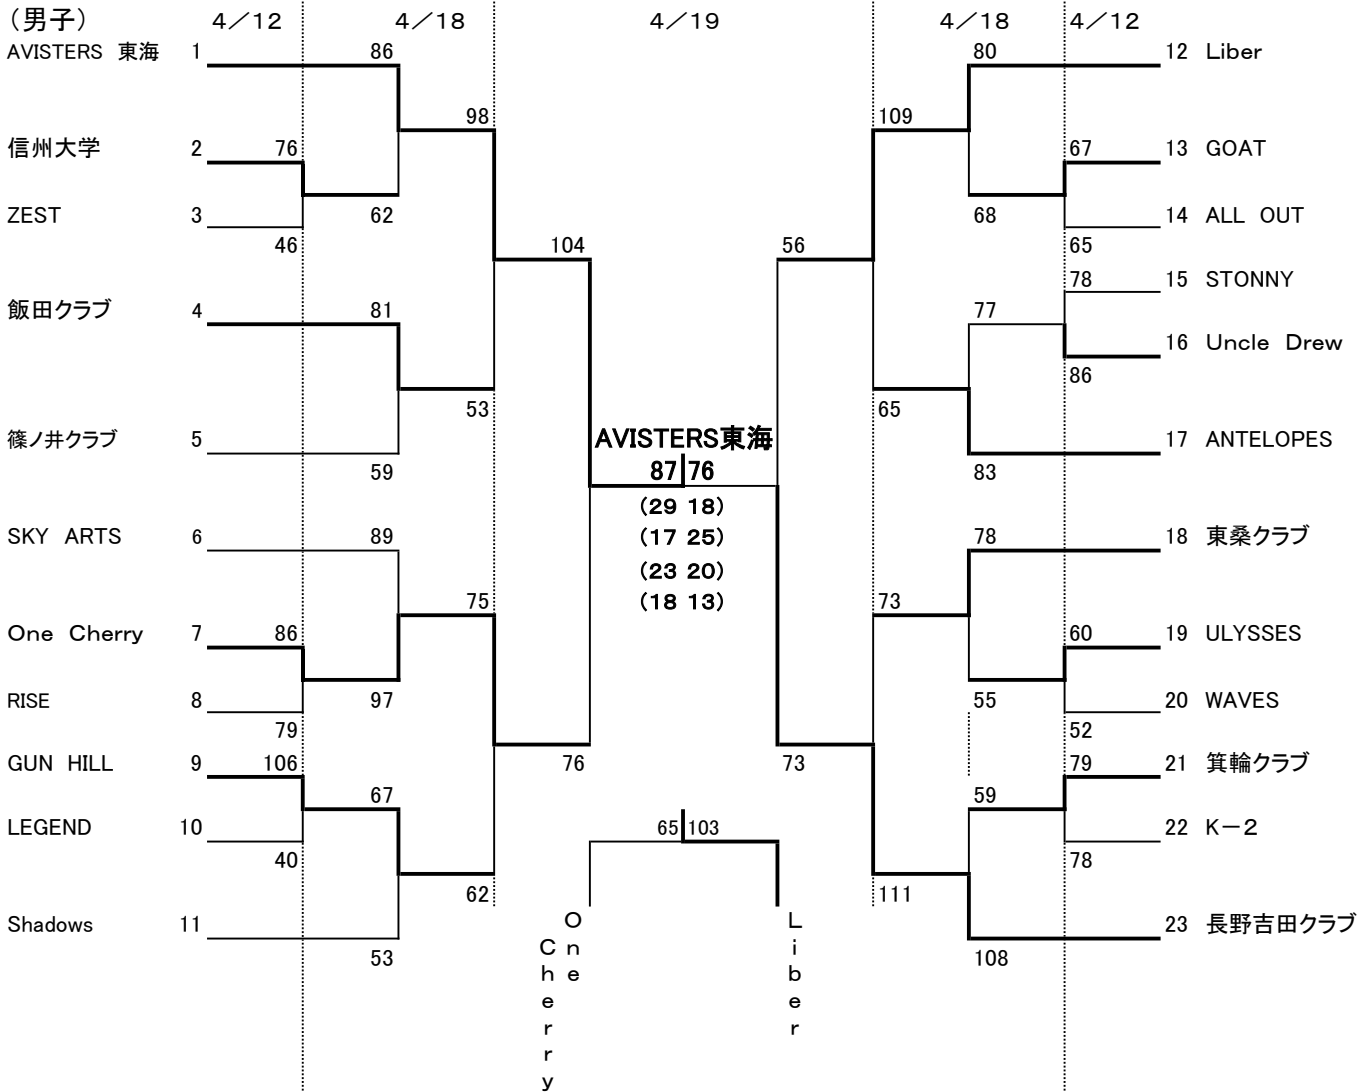 (男子)
4/12 4/18 4/19 4/18 4/12
AVISTERS 東海 1 86 80 12 Liber
98 109
信州大学 2 76 67 13 GOAT
ZEST 3 62 68 14 ALL OUT
46 104 56 65
78 15 STONNY
飯田クラブ 4 81 77
16 Uncle Drew
86
53 65
篠ノ井クラブ 5 AVISTERS東海 17 ANTELOPES
59 87 76 83
(29 18)
SKY ARTS 6 89 (17 25) 78 18 東桑クラブ
(23 20)
75 (18 13) 73
One Cherry 7 86 60 19 ULYSSES
RISE 8 97 55 20 WAVES
79 52
GUN HILL 9 106 76 73 79 21 箕輪クラブ
67 59
LEGEND 10 65 103 22 K－2
40 78
62 111
Shadows 11 23 長野吉田クラブ
53 108
One
Cherry
Liber